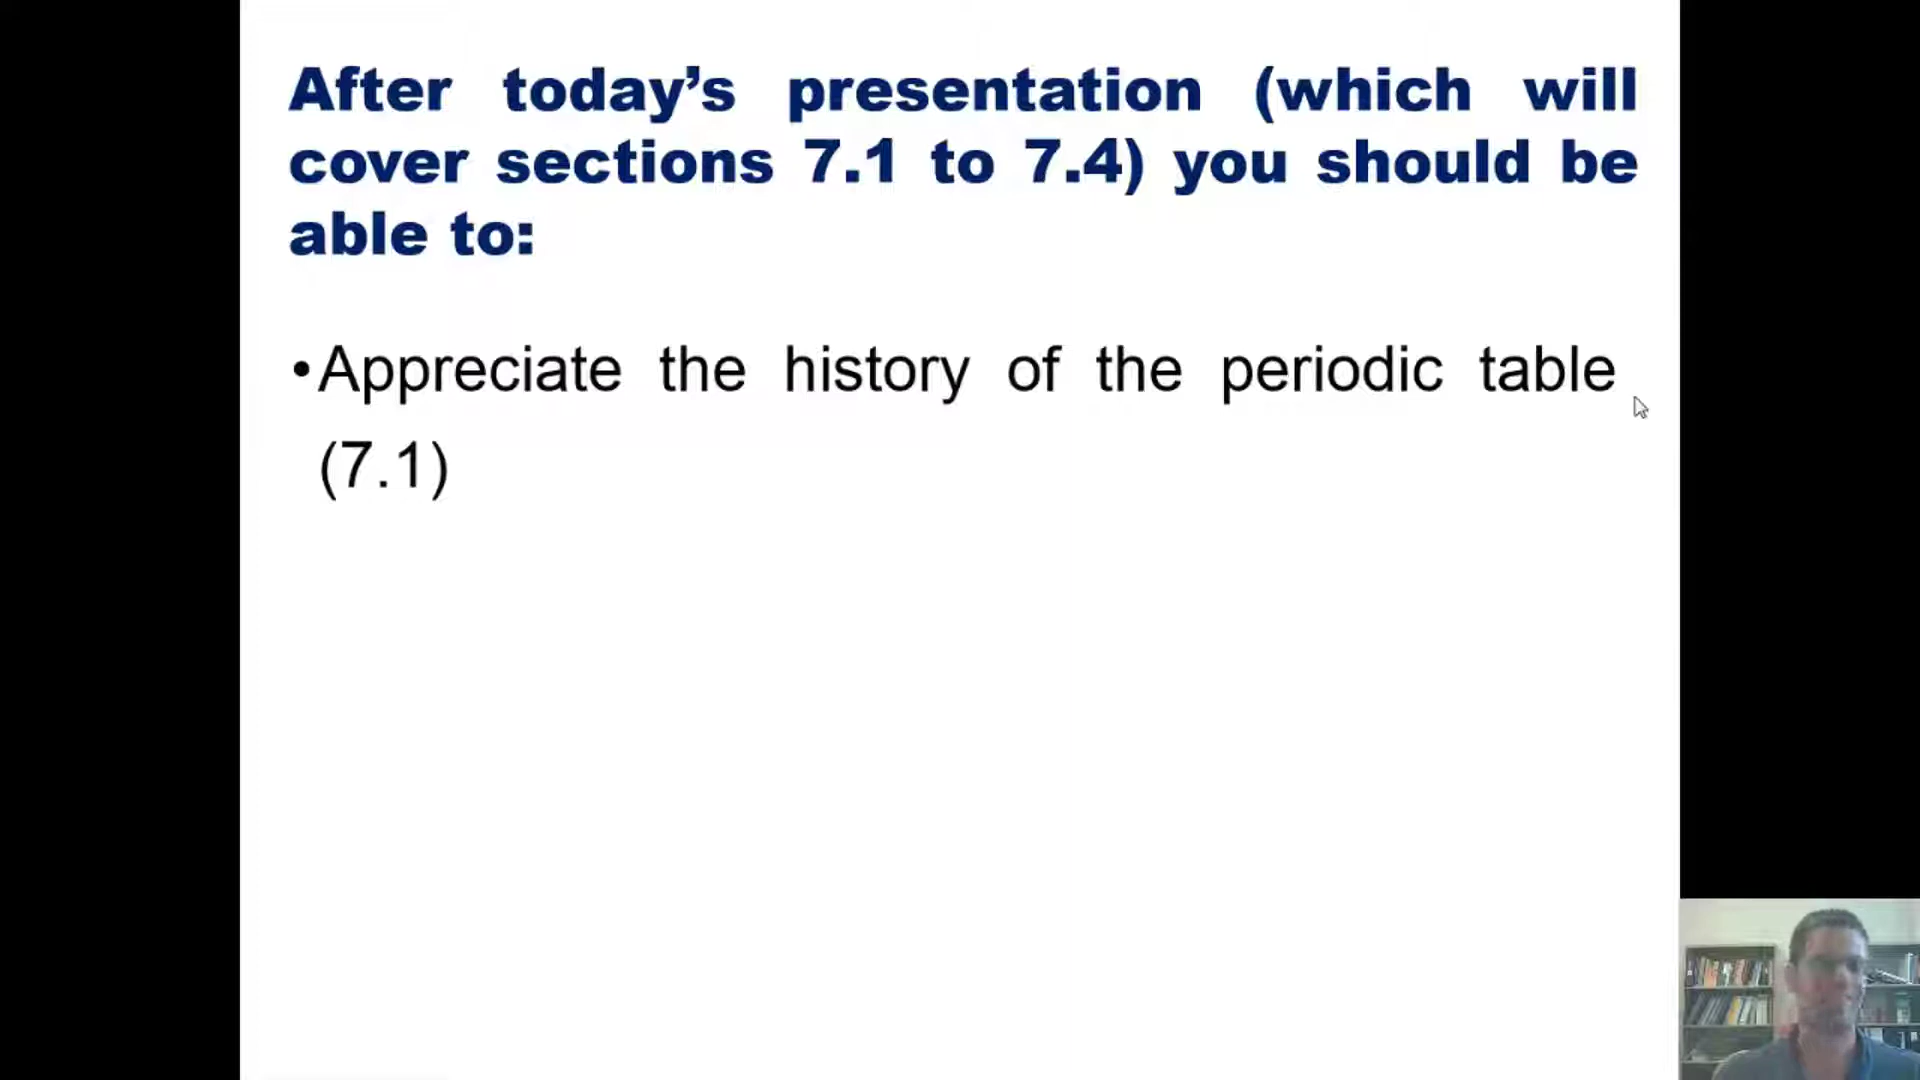 After today’s presentation (which will
cover sections 7.1 to 7.4) you should be
able to:
•Appreciate the history of the periodic table
(7.1)